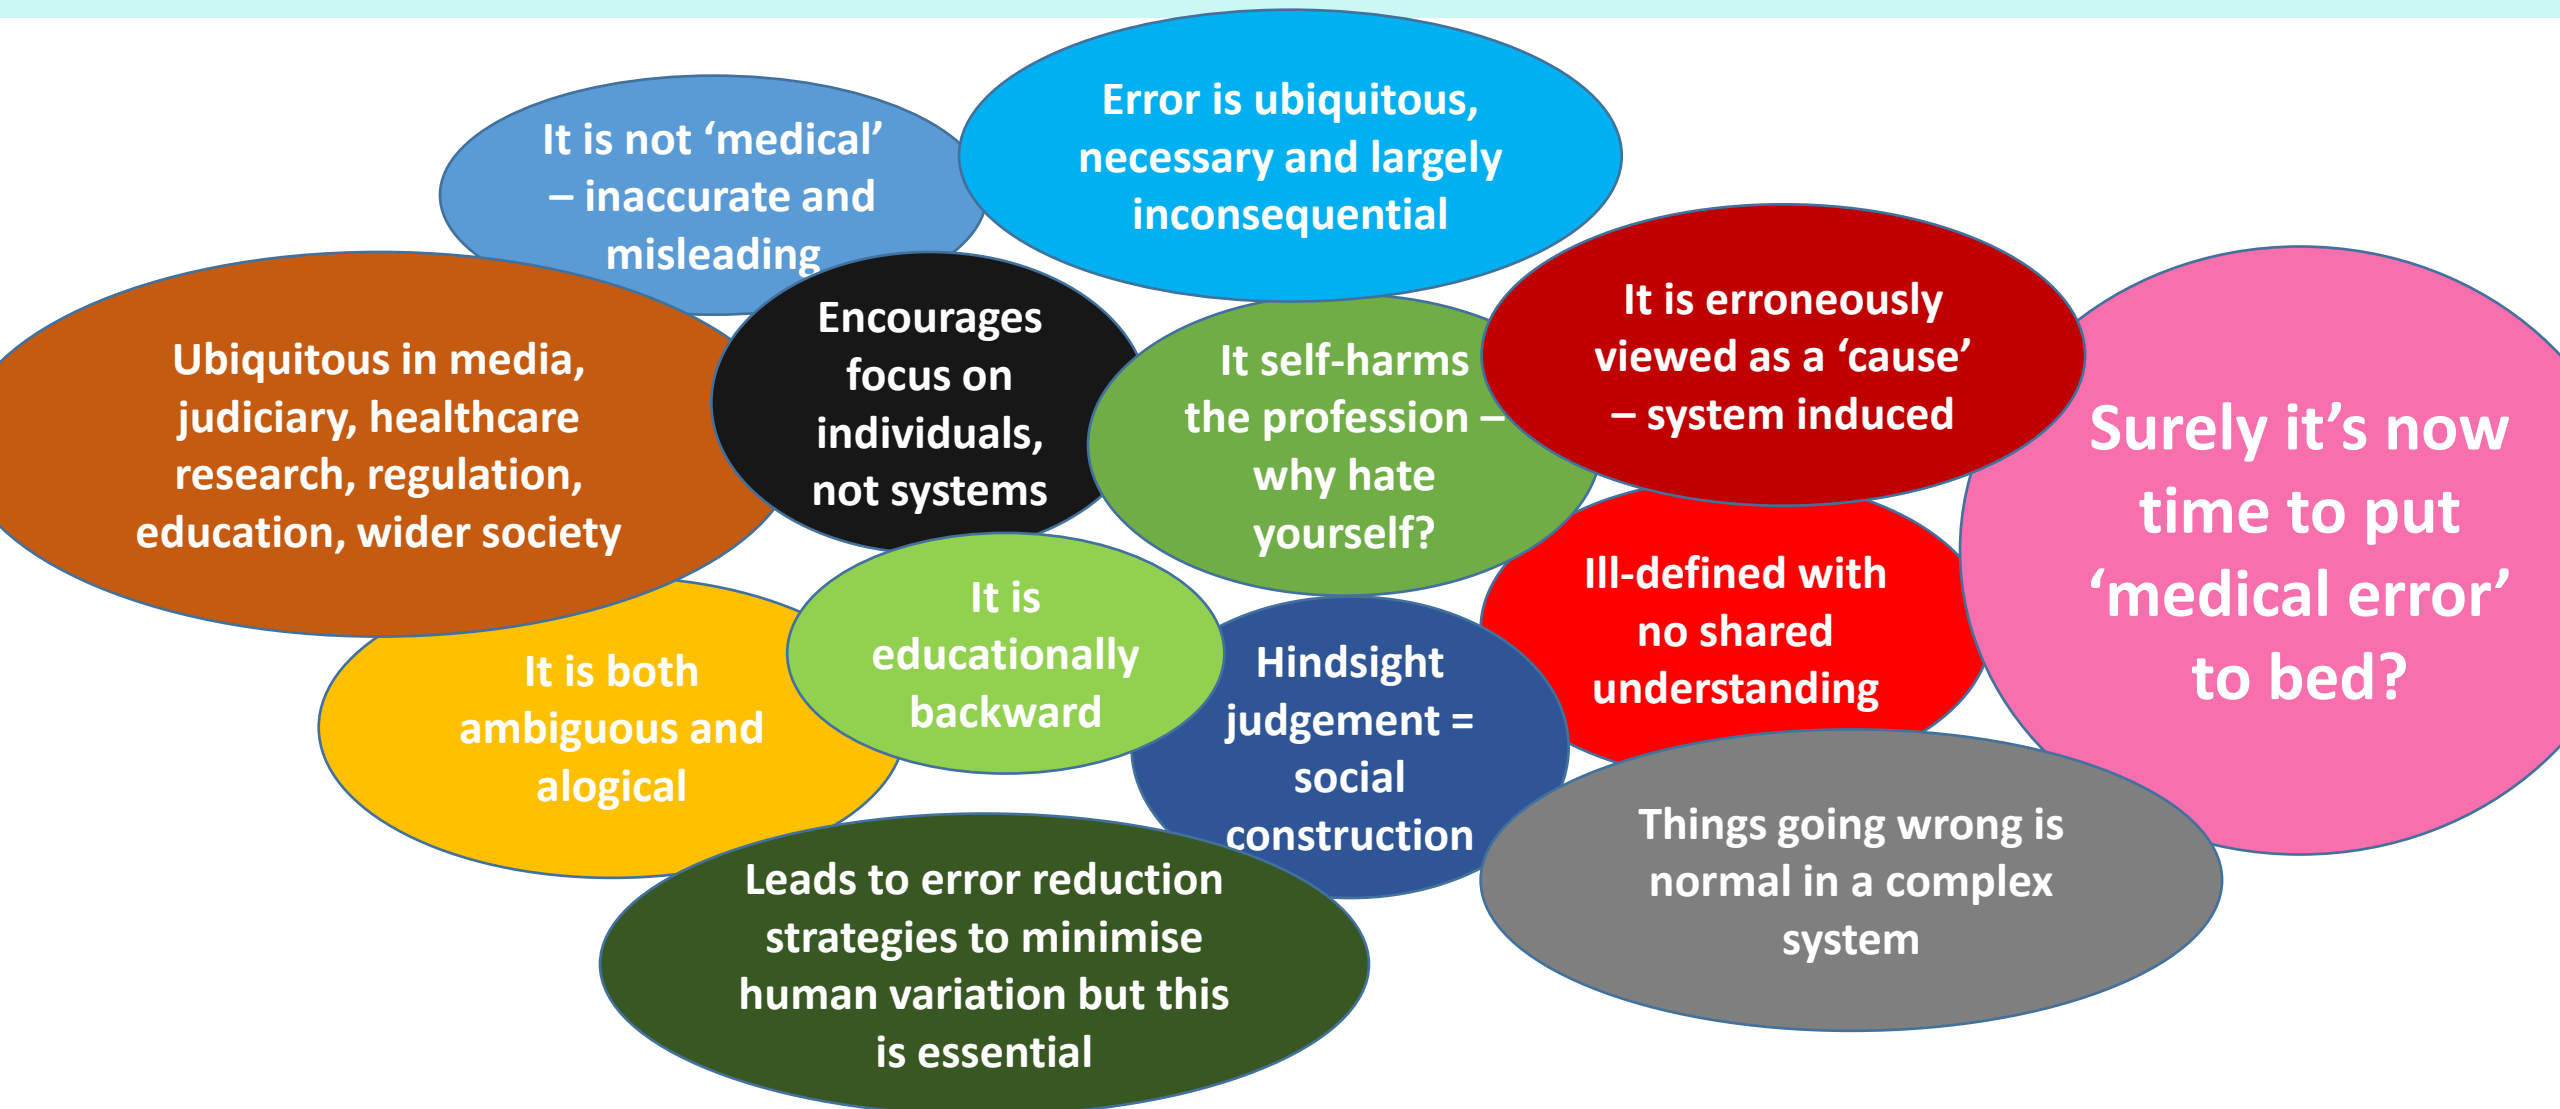 It is not ‘medical’
– inaccurate and
misleading
Error is ubiquitous,
necessary and largely
inconsequential
Ubiquitous in media,
judiciary, healthcare
research, regulation,
education, wider society
Encourages
focus on
individuals,
not systems
It self-harms
the profession –
why hate
yourself?
It is erroneously
viewed as a ‘cause’
– system induced
Surely it’s now
time to put
‘medical error’
to bed?
It is both
ambiguous and
alogical
It is
educationally
backward
Hindsight
judgement =
social
construction
Ill-defined with
no shared
understanding
Leads to error reduction
strategies to minimise
human variation but this
is essential
Things going wrong is
normal in a complex
system